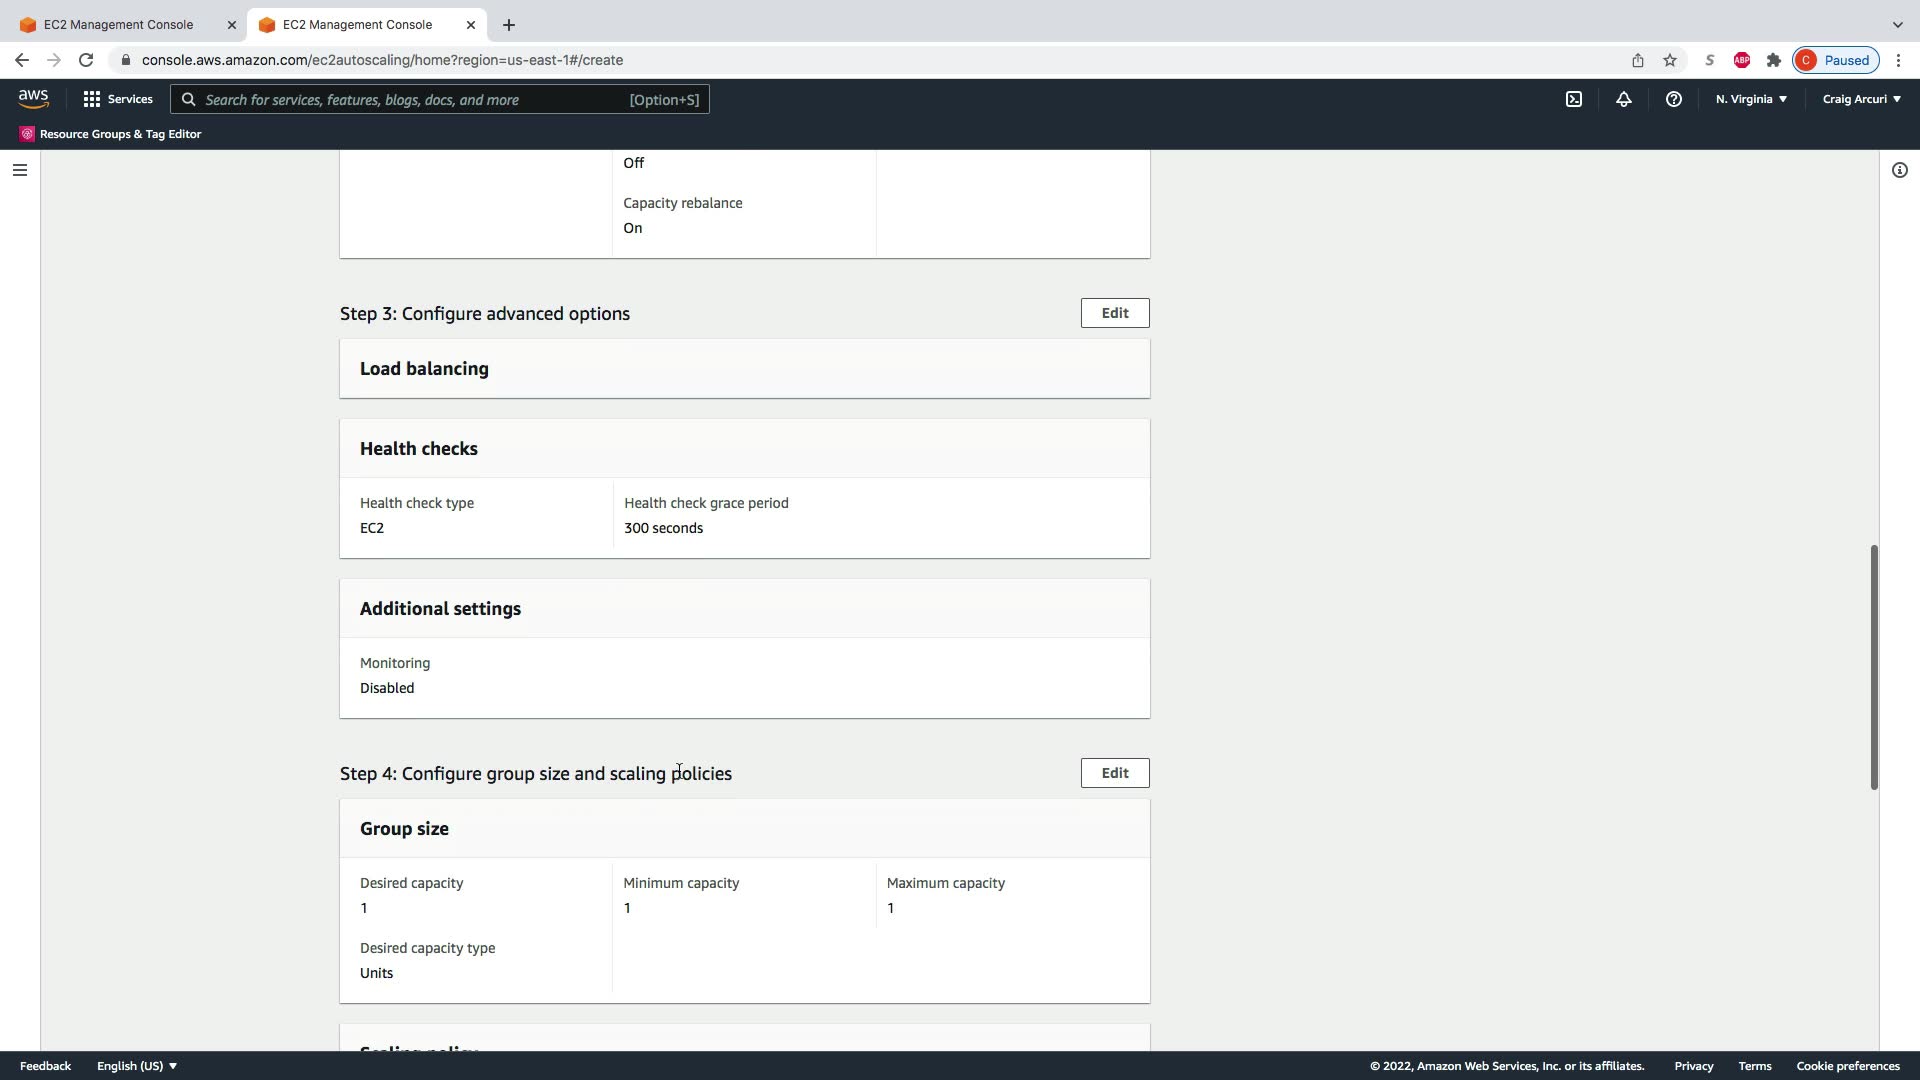 EC2 Management Console
EC2 Management Console
console.aws.amazon.com/ec2autoscaling/home?region=us-east-1#/create
S
ABP
C
Paused
aws
Services
Search for services, features, blogs, docs, and more
[Option+S]
N. Virginia
Craig Arcuri
Resource Groups & Tag Editor
Off
Capacity rebalance
On
Step 3: Configure advanced options
Edit
Load balancing
Health checks
Health check type
Health check grace period
EC2
300 seconds
Additional settings
Monitoring
Disabled
Step 4: Configure group size and scaling policies
Edit
Group size
Desired capacity
Minimum capacity
Maximum capacity
1
1
1
Desired capacity type
Units
Scaling policy
Feedback
English (US)
© 2022, Amazon Web Services, Inc. or its affiliates.
Privacy
Terms
Cookie preferences